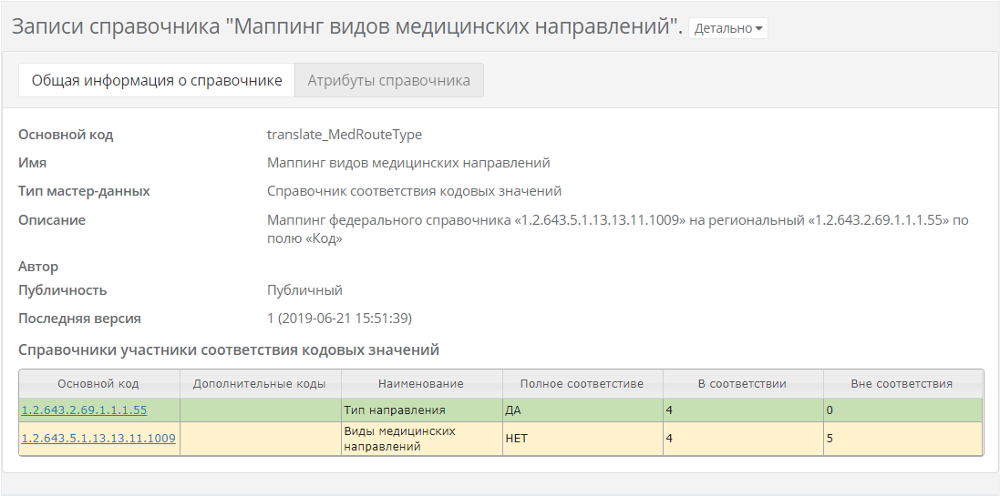 Записи справочника "Маппинг видов медицинских направлений". Детально
Общая информация о справочнике Атрибуты справочника
Основной код translate_MedRouteType
Имя Маппинг видов медицинских направлений
Тип мастер-данных Справочник соответствия кодовых значений
Описание Маппинг федерального справочника «1.2.643.5.1.13.13.11.1009» на региональный «1.2.643.2.69.1.1.1.55» по
полю «Код»
Автор
Публичность Публичный
Последняя версия 1 (2019-06-21 15:51:39)
Справочники участники соответствия кодовых значений
Основной код Дополнительные коды Наименование Полное соответстиве В соответствии Вне соответствия
1.2.643.2.69.1.1.1.55 Тип направления ДА 4 0
1.2.643.5.1.13.13.11.1009 Виды медицинских НЕТ 4 5
направлений